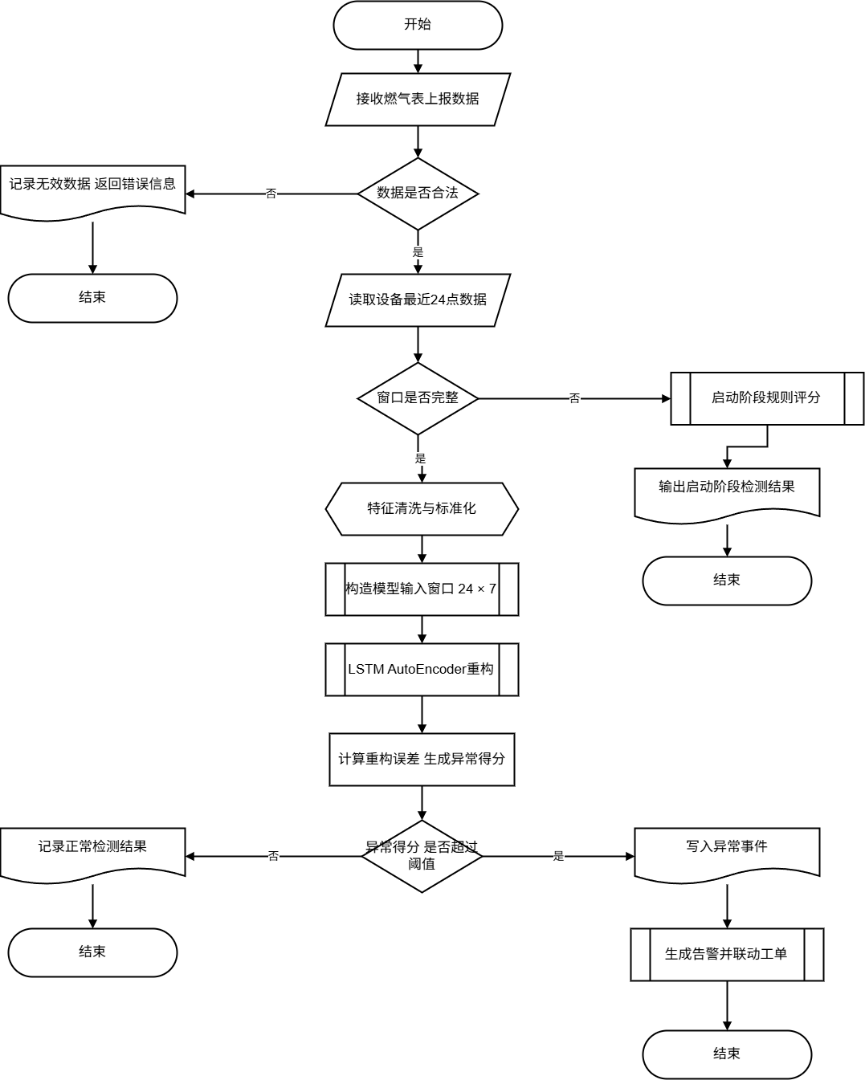 开始
接收燃气表上报数据
数据是否合法
否
记录无效数据 返回错误信息
结束
是
读取设备最近24点数据
窗口是否完整
否
启动阶段规则评分
输出启动阶段检测结果
结束
是
特征清洗与标准化
构造模型输入窗口 24 × 7
LSTM AutoEncoder重构
计算重构误差 生成异常得分
异常得分 是否超过
阈值
否
记录正常检测结果
结束
是
写入异常事件
生成告警并联动工单
结束